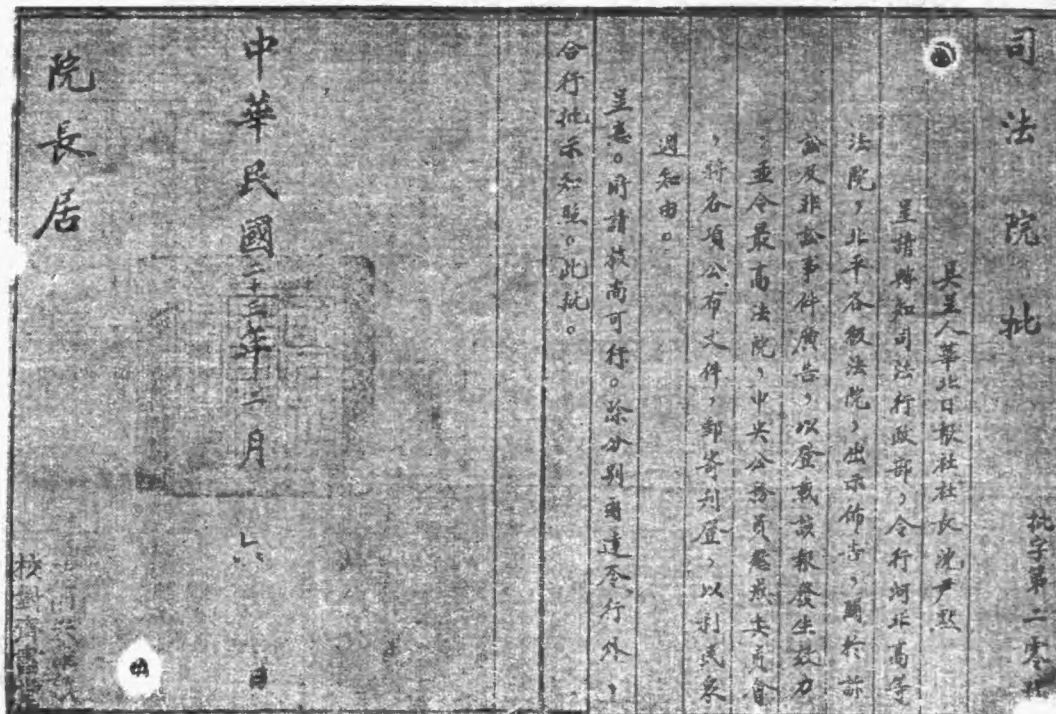 司法院批
批字第二零
具呈人華北日報社社長沈尹默
呈請轉知司法行政部，令行河北高等
法院，北平各級法院，出示佈告，關於訴
訟及非訟事件廣告，以登載該報發生效力
，並令最高法院，中央公務員懲戒委員會
，將各項公布文件，郵寄刊登，以利民衆
週知由。
呈悉。所請核尚可行。除分別函達令行外，
合行批示知照。此批。
中華民國二十三年二月六日
院長居
校對